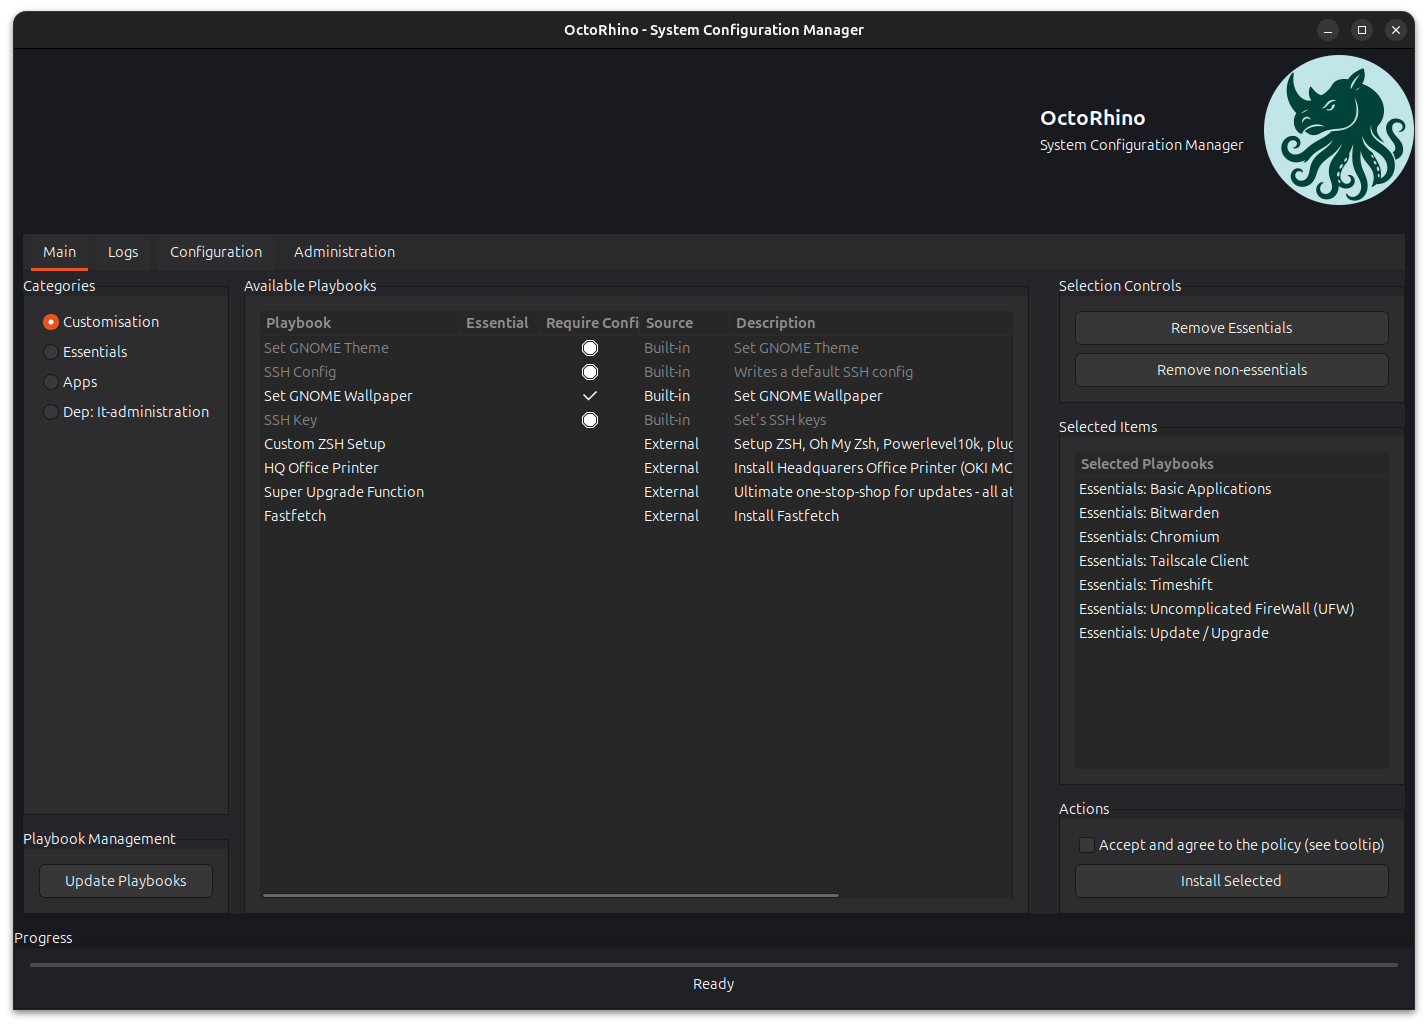 OctoRhino - System Configuration Manager
OctoRhino
System Configuration Manager
Main Logs Configuration Administration
Categories
Customisation
Essentials
Apps
Dep: It-administration
Playbook Management
Update Playbooks
Available Playbooks
Playbook Essential Require Confi Source Description
Set GNOME Theme Built-in Set GNOME Theme
SSH Config Built-in Writes a default SSH config
Set GNOME Wallpaper Built-in Set GNOME Wallpaper
SSH Key Built-in Set's SSH keys
Custom ZSH Setup External Setup ZSH, Oh My Zsh, Powerlevel10k, plug
HQ Office Printer External Install Headquarers Office Printer (OKI MC
Super Upgrade Function External Ultimate one-stop-shop for updates - all at
Fastfetch External Install Fastfetch
Selection Controls
Remove Essentials
Remove non-essentials
Selected Items
Selected Playbooks
Essentials: Basic Applications
Essentials: Bitwarden
Essentials: Chromium
Essentials: Tailscale Client
Essentials: Timeshift
Essentials: Uncomplicated FireWall (UFW)
Essentials: Update / Upgrade
Actions
Accept and agree to the policy (see tooltip)
Install Selected
Progress
Ready